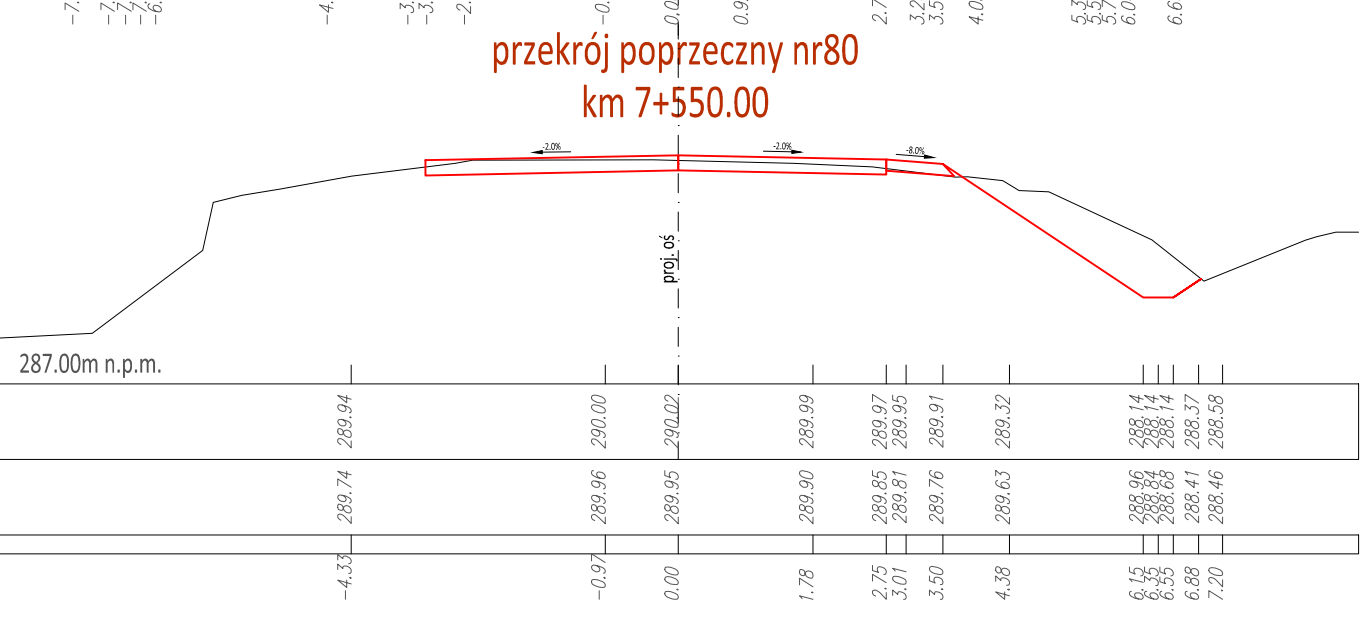 przekrój poprzeczny nr80
km 7+550.00
-2.0% -2.0% -8.0%
proj. oś
287.00m n.p.m.
289.94 290.00 290.02 289.99 289.97 289.95 289.91 289.32 288.14 288.14 288.14 288.37 288.58
289.74 289.96 289.95 289.90 289.85 289.81 289.76 289.63 288.96 288.84 288.68 288.41 288.46
-4.33 -0.97 0.00 1.78 2.75 3.01 3.50 4.38 6.15 6.35 6.55 6.88 7.20